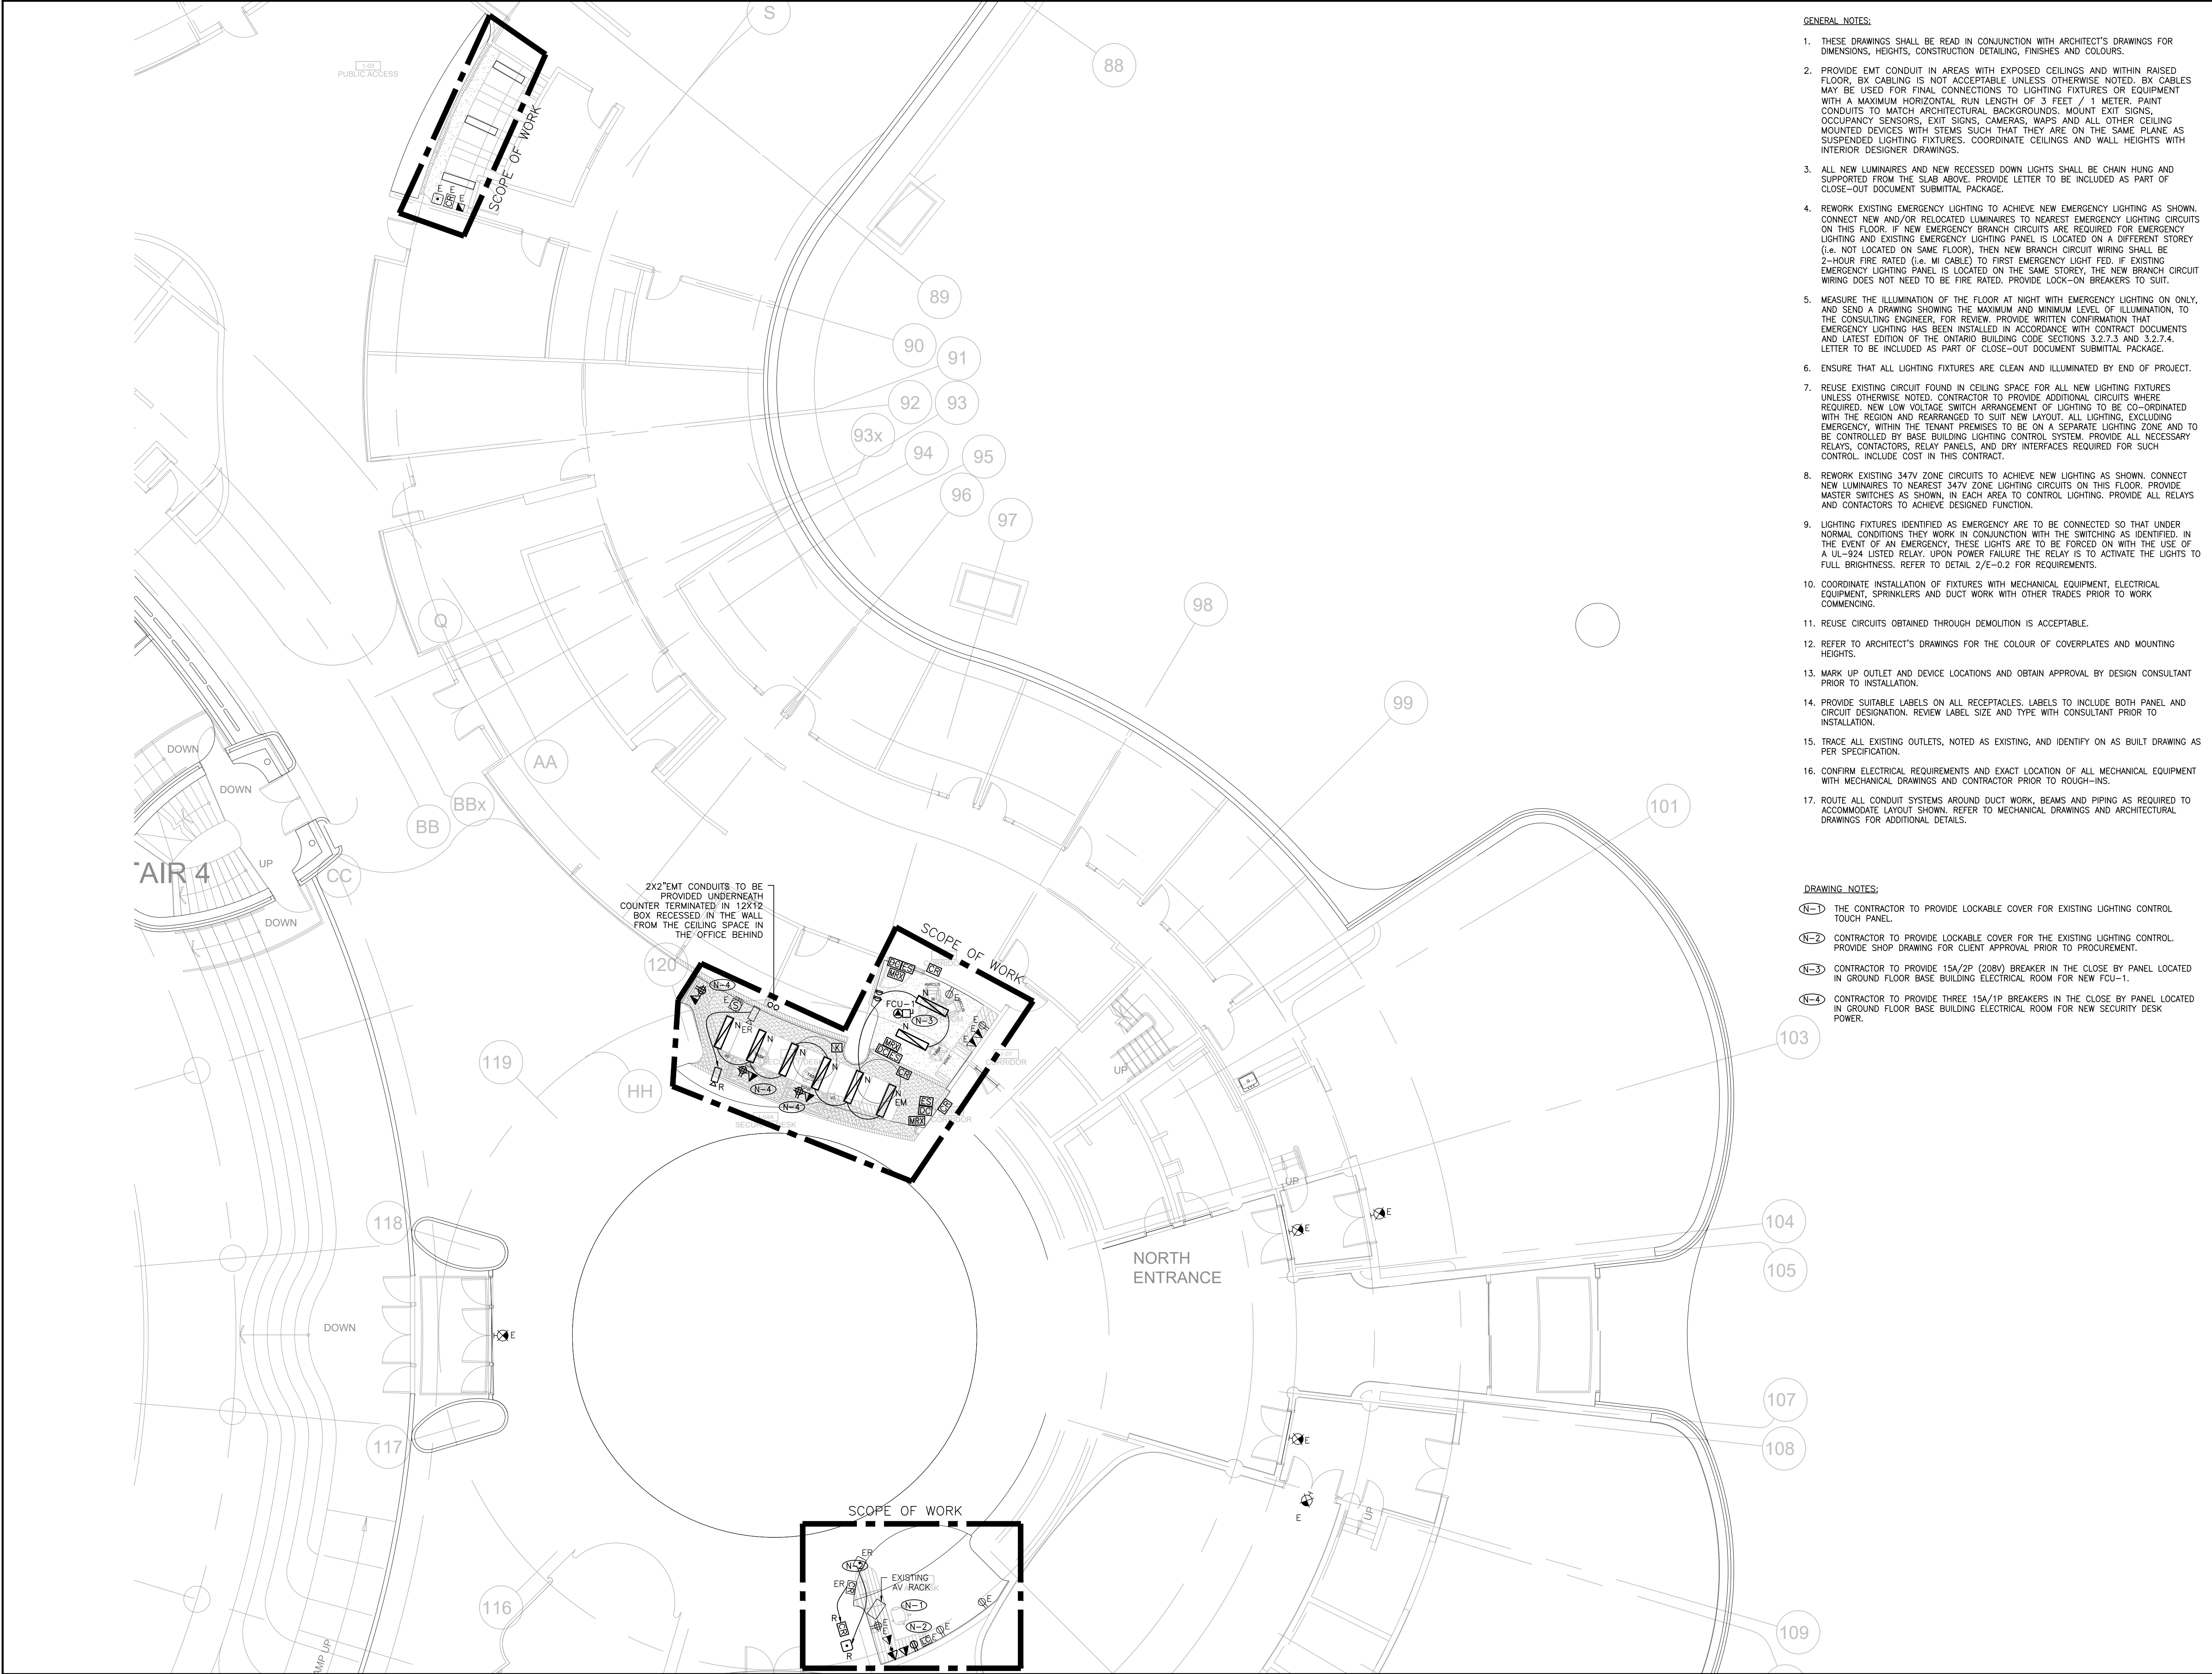 GENERAL NOTES:
1. THESE DRAWINGS SHALL BE READ IN CONJUNCTION WITH ARCHITECT'S DRAWINGS FOR
DIMENSIONS, HEIGHTS, CONSTRUCTION DETAILING, FINISHES AND COLOURS.
2. PROVIDE EMT CONDUIT IN AREAS WITH EXPOSED CEILINGS AND WITHIN RAISED
FLOOR, BX CABLING IS NOT ACCEPTABLE UNLESS OTHERWISE NOTED. BX CABLES
MAY BE USED FOR FINAL CONNECTIONS TO LIGHTING FIXTURES OR EQUIPMENT
WITH A MAXIMUM HORIZONTAL RUN LENGTH OF 3 FEET / 1 METER. PAINT
CONDUITS TO MATCH ARCHITECTURAL BACKGROUNDS. MOUNT EXIT SIGNS,
OCCUPANCY SENSORS, EXIT SIGNS, CAMERAS, WAPS AND ALL OTHER CEILING
MOUNTED DEVICES WITH STEMS SUCH THAT THEY ARE ON THE SAME PLANE AS
SUSPENDED LIGHTING FIXTURES. COORDINATE CEILINGS AND WALL HEIGHTS WITH
INTERIOR DESIGNER DRAWINGS.
3. ALL NEW LUMINAIRES AND NEW RECESSED DOWN LIGHTS SHALL BE CHAIN HUNG AND
SUPPORTED FROM THE SLAB ABOVE. PROVIDE LETTER TO BE INCLUDED AS PART OF
CLOSE-OUT DOCUMENT SUBMITTAL PACKAGE.
4. REWORK EXISTING EMERGENCY LIGHTING TO ACHIEVE NEW EMERGENCY LIGHTING AS SHOWN.
CONNECT NEW AND/OR RELOCATED LUMINAIRES TO NEAREST EMERGENCY LIGHTING CIRCUITS
ON THIS FLOOR. IF NEW EMERGENCY BRANCH CIRCUITS ARE REQUIRED FOR EMERGENCY
LIGHTING AND EXISTING EMERGENCY LIGHTING PANEL IS LOCATED ON A DIFFERENT STOREY
(i.e. NOT LOCATED ON SAME FLOOR), THEN NEW BRANCH CIRCUIT WIRING SHALL BE
2-HOUR FIRE RATED (i.e. MI CABLE) TO FIRST EMERGENCY LIGHT FED. IF EXISTING
EMERGENCY LIGHTING PANEL IS LOCATED ON THE SAME STOREY, THE NEW BRANCH CIRCUIT
WIRING DOES NOT NEED TO BE FIRE RATED. PROVIDE LOCK-ON BREAKERS TO SUIT.
5. MEASURE THE ILLUMINATION OF THE FLOOR AT NIGHT WITH EMERGENCY LIGHTING ON ONLY,
AND SEND A DRAWING SHOWING THE MAXIMUM AND MINIMUM LEVEL OF ILLUMINATION, TO
THE CONSULTING ENGINEER, FOR REVIEW. PROVIDE WRITTEN CONFIRMATION THAT
EMERGENCY LIGHTING HAS BEEN INSTALLED IN ACCORDANCE WITH CONTRACT DOCUMENTS
AND LATEST EDITION OF THE ONTARIO BUILDING CODE SECTIONS 3.2.7.3 AND 3.2.7.4.
LETTER TO BE INCLUDED AS PART OF CLOSE-OUT DOCUMENT SUBMITTAL PACKAGE.
6. ENSURE THAT ALL LIGHTING FIXTURES ARE CLEAN AND ILLUMINATED BY END OF PROJECT.
7. REUSE EXISTING CIRCUIT FOUND IN CEILING SPACE FOR ALL NEW LIGHTING FIXTURES
UNLESS OTHERWISE NOTED. CONTRACTOR TO PROVIDE ADDITIONAL CIRCUITS WHERE
REQUIRED. NEW LOW VOLTAGE SWITCH ARRANGEMENT OF LIGHTING TO BE CO-ORDINATED
WITH THE REGION AND REARRANGED TO SUIT NEW LAYOUT. ALL LIGHTING, EXCLUDING
EMERGENCY, WITHIN THE TENANT PREMISES TO BE ON A SEPARATE LIGHTING ZONE AND TO
BE CONTROLLED BY BASE BUILDING LIGHTING CONTROL SYSTEM. PROVIDE ALL NECESSARY
RELAYS, CONTACTORS, RELAY PANELS, AND DRY INTERFACES REQUIRED FOR SUCH
CONTROL. INCLUDE COST IN THIS CONTRACT.
8. REWORK EXISTING 347V ZONE CIRCUITS TO ACHIEVE NEW LIGHTING AS SHOWN. CONNECT
NEW LUMINAIRES TO NEAREST 347V ZONE LIGHTING CIRCUITS ON THIS FLOOR. PROVIDE
MASTER SWITCHES AS SHOWN, IN EACH AREA TO CONTROL LIGHTING. PROVIDE ALL RELAYS
AND CONTACTORS TO ACHIEVE DESIGNED FUNCTION.
9. LIGHTING FIXTURES IDENTIFIED AS EMERGENCY ARE TO BE CONNECTED SO THAT UNDER
NORMAL CONDITIONS THEY WORK IN CONJUNCTION WITH THE SWITCHING AS IDENTIFIED. IN
THE EVENT OF AN EMERGENCY, THESE LIGHTS ARE TO BE FORCED ON WITH THE USE OF
A UL-924 LISTED RELAY. UPON POWER FAILURE THE RELAY IS TO ACTIVATE THE LIGHTS TO
FULL BRIGHTNESS. REFER TO DETAIL 2/E-0.2 FOR REQUIREMENTS.
10. COORDINATE INSTALLATION OF FIXTURES WITH MECHANICAL EQUIPMENT, ELECTRICAL
EQUIPMENT, SPRINKLERS AND DUCT WORK WITH OTHER TRADES PRIOR TO WORK
COMMENCING.
11. REUSE CIRCUITS OBTAINED THROUGH DEMOLITION IS ACCEPTABLE.
12. REFER TO ARCHITECT'S DRAWINGS FOR THE COLOUR OF COVERPLATES AND MOUNTING
HEIGHTS.
13. MARK UP OUTLET AND DEVICE LOCATIONS AND OBTAIN APPROVAL BY DESIGN CONSULTANT
PRIOR TO INSTALLATION.
14. PROVIDE SUITABLE LABELS ON ALL RECEPTACLES. LABELS TO INCLUDE BOTH PANEL AND
CIRCUIT DESIGNATION. REVIEW LABEL SIZE AND TYPE WITH CONSULTANT PRIOR TO
INSTALLATION.
15. TRACE ALL EXISTING OUTLETS, NOTED AS EXISTING, AND IDENTIFY ON AS BUILT DRAWING AS
PER SPECIFICATION.
16. CONFIRM ELECTRICAL REQUIREMENTS AND EXACT LOCATION OF ALL MECHANICAL EQUIPMENT
WITH MECHANICAL DRAWINGS AND CONTRACTOR PRIOR TO ROUGH-INS.
17. ROUTE ALL CONDUIT SYSTEMS AROUND DUCT WORK, BEAMS AND PIPING AS REQUIRED TO
ACCOMMODATE LAYOUT SHOWN. REFER TO MECHANICAL DRAWINGS AND ARCHITECTURAL
DRAWINGS FOR ADDITIONAL DETAILS.
DRAWING NOTES:
N-1 THE CONTRACTOR TO PROVIDE LOCKABLE COVER FOR EXISTING LIGHTING CONTROL
TOUCH PANEL.
N-2 CONTRACTOR TO PROVIDE LOCKABLE COVER FOR THE EXISTING LIGHTING CONTROL.
PROVIDE SHOP DRAWING FOR CLIENT APPROVAL PRIOR TO PROCUREMENT.
N-3 CONTRACTOR TO PROVIDE 15A/2P (208V) BREAKER IN THE CLOSE BY PANEL LOCATED
IN GROUND FLOOR BASE BUILDING ELECTRICAL ROOM FOR NEW FCU-1.
N-4 CONTRACTOR TO PROVIDE THREE 15A/1P BREAKERS IN THE CLOSE BY PANEL LOCATED
IN GROUND FLOOR BASE BUILDING ELECTRICAL ROOM FOR NEW SECURITY DESK
POWER.
S
88
1-03
PUBLIC ACCESS
SCOPE OF WORK
E
E
E
CR
89
90
91
92
93
93x
94
95
96
97
98
99
101
103
104
105
107
108
109
Q
AA
BBx
BB
CC
DOWN
DOWN
UP
DOWN
TAIR 4
2X2"EMT CONDUITS TO BE
PROVIDED UNDERNEATH
COUNTER TERMINATED IN 12X12
BOX RECESSED IN THE WALL
FROM THE CEILING SPACE IN
THE OFFICE BEHIND
120
119
HH
SCOPE OF WORK
DC
ES
MRX
CR
N
E
FCU-1
N-3
N
N-4
E
S
N
ER
N
N
N
N
N
EM
K
MRX
DC
ES
CR
E
E
E
CORRIDOR
N-4
N-4
R
ES
DC
MRX
CR
CORRIDOR
SECURITY DESK
UP
UP
E
E
NORTH
ENTRANCE
118
117
116
DOWN
E
E
E
UP
AMP UP
SCOPE OF WORK
ER
N-2
ER
CR
EXISTING
AV RACK
N-1
N-2
R
CR
R
E
E
E
E
E